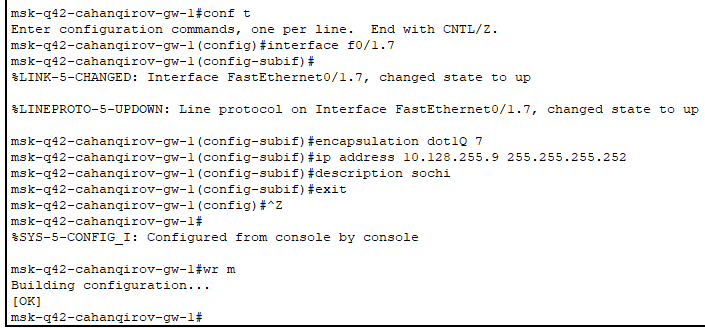 msk-q42-cahanqirov-gw-1#conf t
Enter configuration commands, one per line.  End with CNTL/Z.
msk-q42-cahanqirov-gw-1(config)#interface f0/1.7
msk-q42-cahanqirov-gw-1(config-subif)#
%LINK-5-CHANGED: Interface FastEthernet0/1.7, changed state to up
%LINEPROTO-5-UPDOWN: Line protocol on Interface FastEthernet0/1.7, changed state to up
msk-q42-cahanqirov-gw-1(config-subif)#encapsulation dot1Q 7
msk-q42-cahanqirov-gw-1(config-subif)#ip address 10.128.255.9 255.255.255.252
msk-q42-cahanqirov-gw-1(config-subif)#description sochi
msk-q42-cahanqirov-gw-1(config-subif)#exit
msk-q42-cahanqirov-gw-1(config)#^Z
msk-q42-cahanqirov-gw-1#
%SYS-5-CONFIG_I: Configured from console by console
msk-q42-cahanqirov-gw-1#wr m
Building configuration...
[OK]
msk-q42-cahanqirov-gw-1#